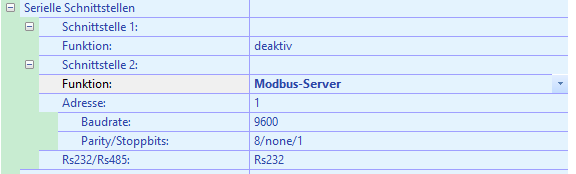 Serielle Schnittstellen
Schnittstelle 1:
Funktion: deaktiv
Schnittstelle 2:
Funktion: Modbus-Server
Adresse: 1
Baudrate: 9600
Parity/Stoppbits: 8/none/1
Rs232/Rs485: Rs232